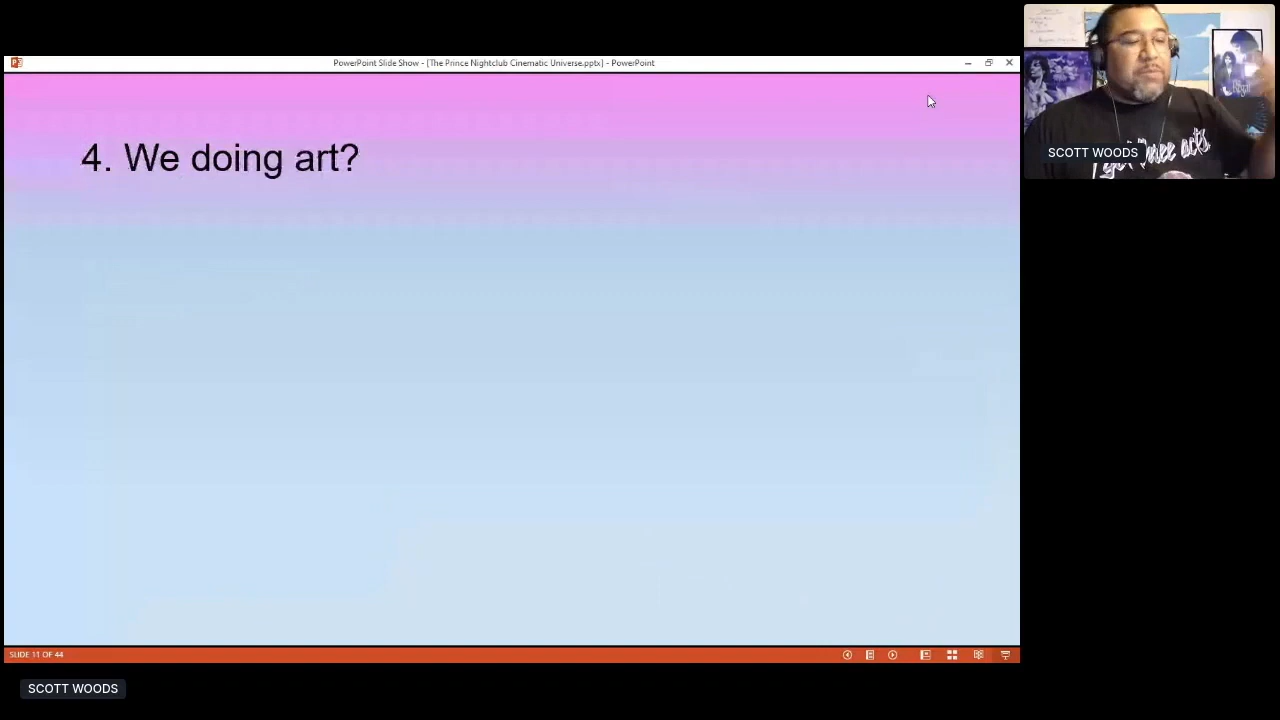 PowerPoint Slide Show - [The Prince Nightclub Cinematic Universe.pptx] - PowerPoint
4. We doing art?
SLIDE 11 OF 44
SCOTT WOODS
SCOTT WOODS